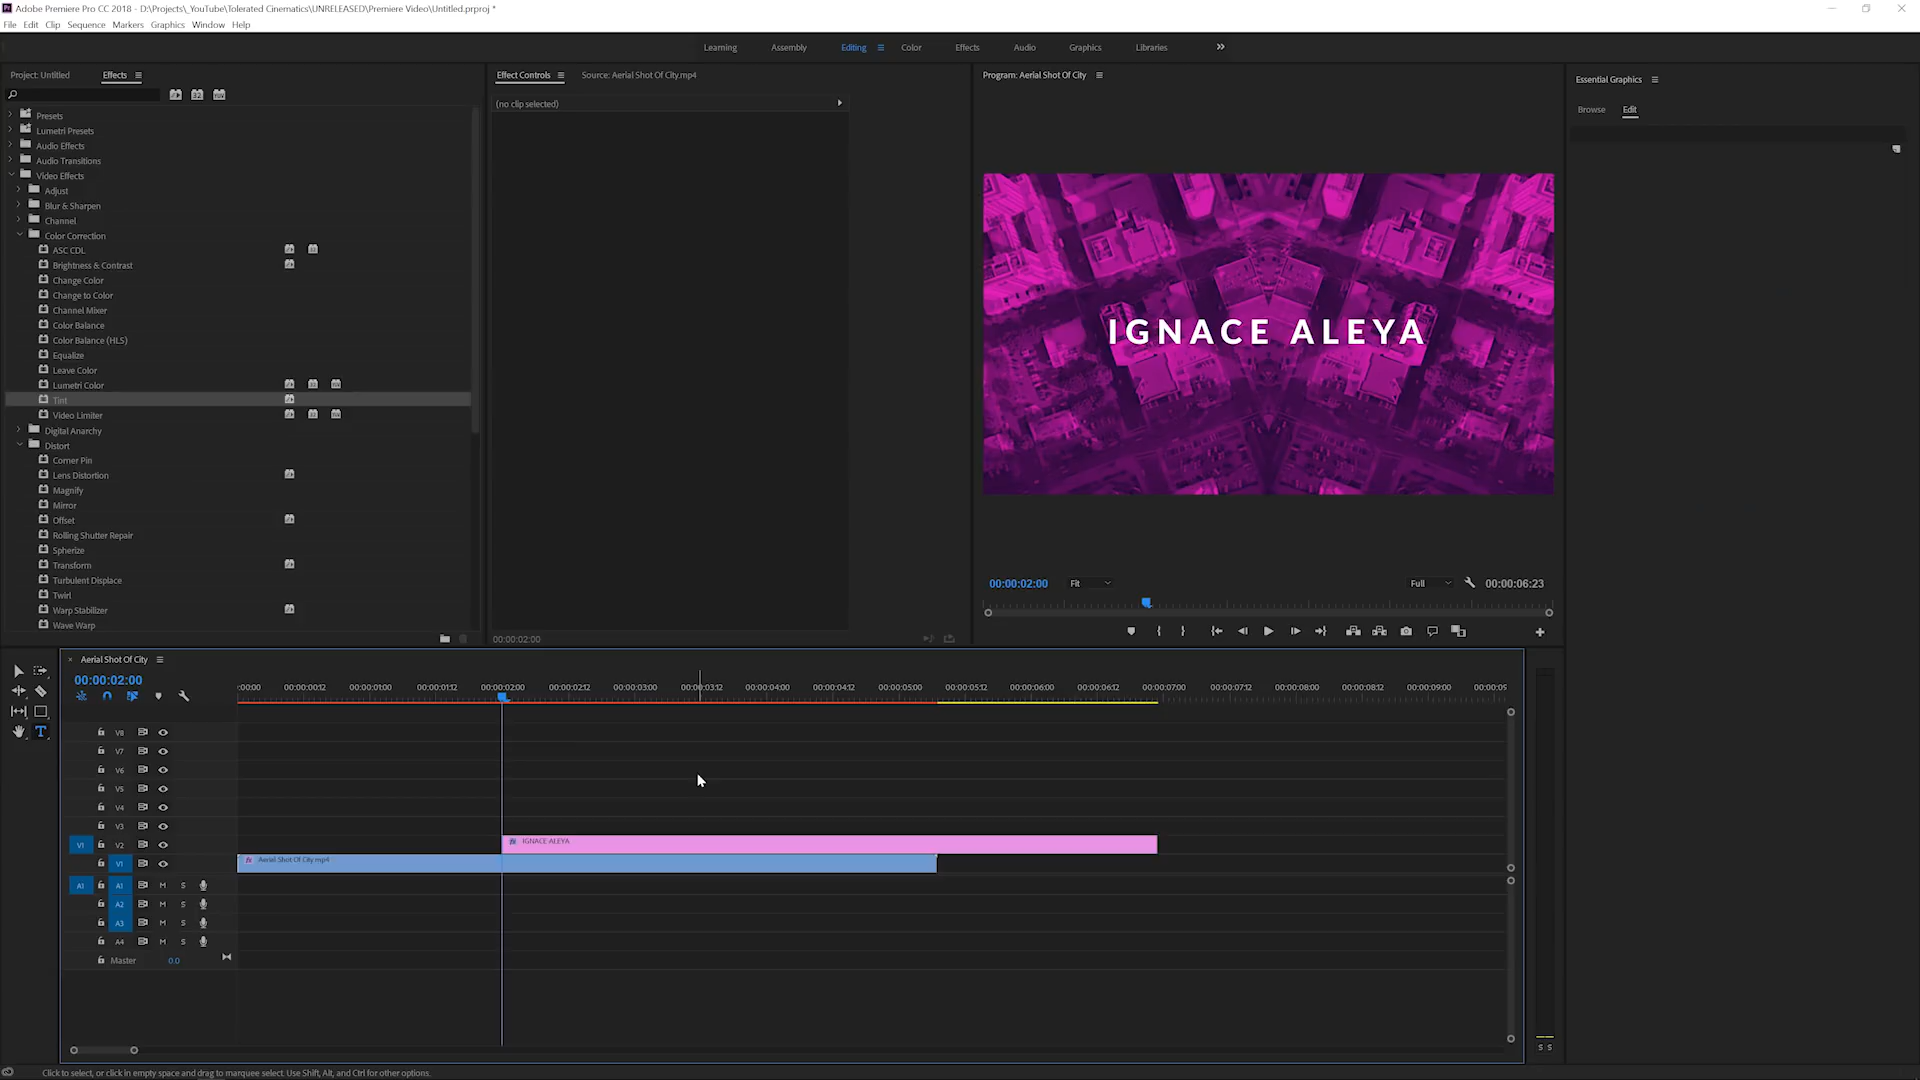 Adobe Premiere Pro CC 2018 - D:\Projects\_YouTube\Tolerated Cinematics\UNRELEASED\Premiere Video\Untitled.prproj *
File Edit Clip Sequence Markers Graphics Window Help
Learning Assembly Editing Color Effects Audio Graphics Libraries
Project: Untitled Effects
Presets
Lumetri Presets
Audio Effects
Audio Transitions
Video Effects
Adjust
Blur & Sharpen
Channel
Color Correction
ASC CDL
Brightness & Contrast
Change Color
Change to Color
Channel Mixer
Color Balance
Color Balance (HLS)
Equalize
Leave Color
Lumetri Color
Tint
Video Limiter
Digital Anarchy
Distort
Corner Pin
Lens Distortion
Magnify
Mirror
Offset
Rolling Shutter Repair
Spherize
Transform
Turbulent Displace
Twirl
Warp Stabilizer
Wave Warp
Effect Controls Source: Aerial Shot Of City.mp4
(no clip selected)
00:00:02:00
Program: Aerial Shot Of City
IGNACE ALEYA
00:00:02:00 Fit Full 00:00:06:23
Essential Graphics
Browse Edit
Aerial Shot Of City
00:00:02:00
:00:00 00:00:00:12 00:00:01:00 00:00:01:12 00:00:02:00 00:00:02:12 00:00:03:00 00:00:03:12 00:00:04:00 00:00:04:12 00:00:05:00 00:00:05:12 00:00:06:00 00:00:06:12 00:00:07:00 00:00:07:12 00:00:08:00 00:00:08:12 00:00:09:00 00:00:09
V8
V7
V6
V5
V4
V3
V1 V2 IGNACE ALEYA
V1 Aerial Shot Of City.mp4
A1 A1 M S
A2 M S
A3 M S
A4 M S
Master 0.0
S S
Click to select, or click in empty space and drag to marquee select. Use Shift, Alt, and Ctrl for other options.